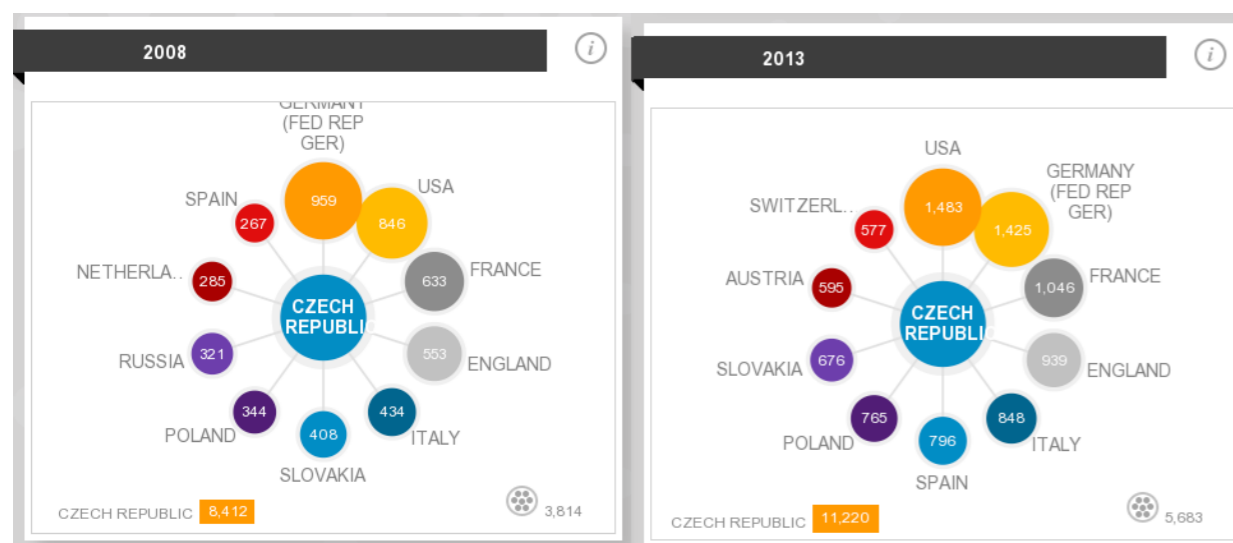 2008
i
GERMANY
(FED REP
GER)
959
USA
846
SPAIN
267
NETHERLA..
285
FRANCE
633
CZECH
REPUBLIC
RUSSIA
321
553
ENGLAND
344
POLAND
434
ITALY
408
SLOVAKIA
CZECH REPUBLIC 8,412
3,814
2013
i
USA
1,483
GERMANY
(FED REP
GER)
1,425
SWITZERL..
577
AUSTRIA
595
FRANCE
1,046
CZECH
REPUBLIC
SLOVAKIA
676
939
ENGLAND
765
POLAND
848
ITALY
796
SPAIN
CZECH REPUBLIC 11,220
5,683